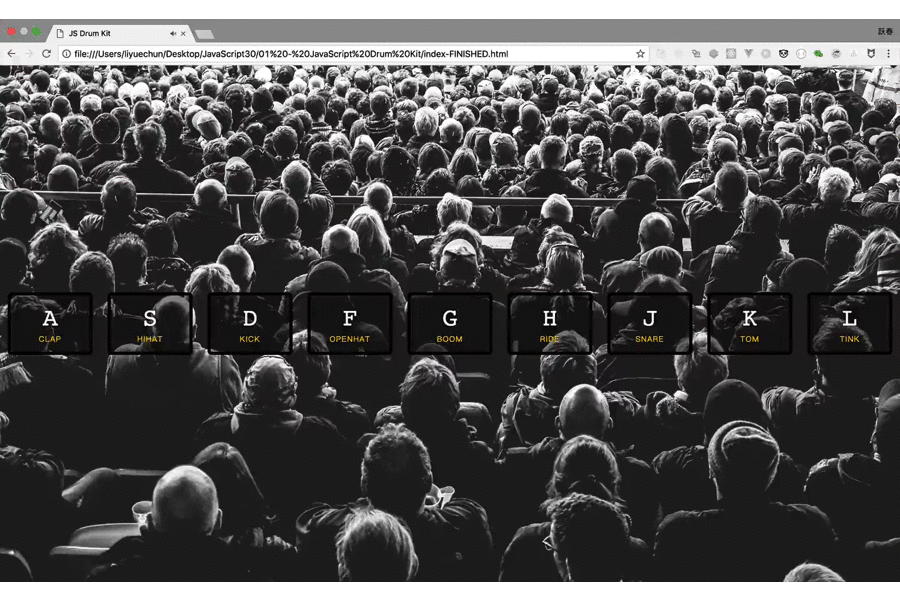 JS Drum Kit
跃春
file:///Users/liyuechun/Desktop/JavaScript30/01%20-%20JavaScript%20Drum%20Kit/index-FINISHED.html
A S D F G H J K L
CLAP HIHAT KICK OPENHAT BOOM RIDE SNARE TOM TINK